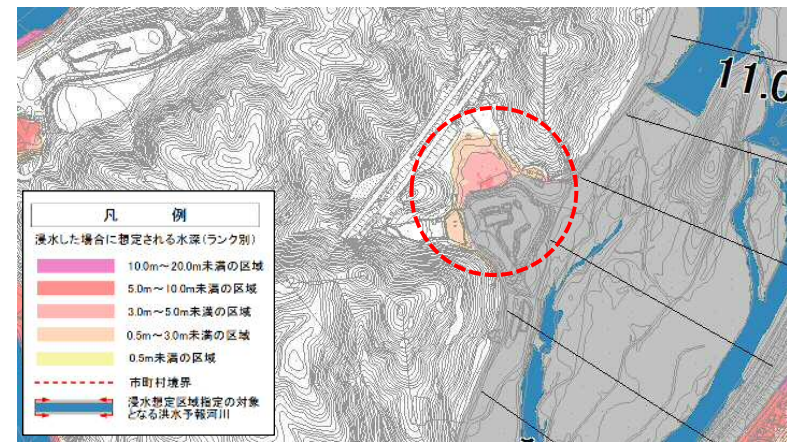 11.0
凡 例
浸水した場合に想定される水深(ランク別)
10.0m～20.0m未満の区域
5.0m～10.0m未満の区域
3.0m～5.0m未満の区域
0.5m～3.0m未満の区域
0.5m未満の区域
市町村境界
浸水想定区域指定の対象
となる洪水予報河川